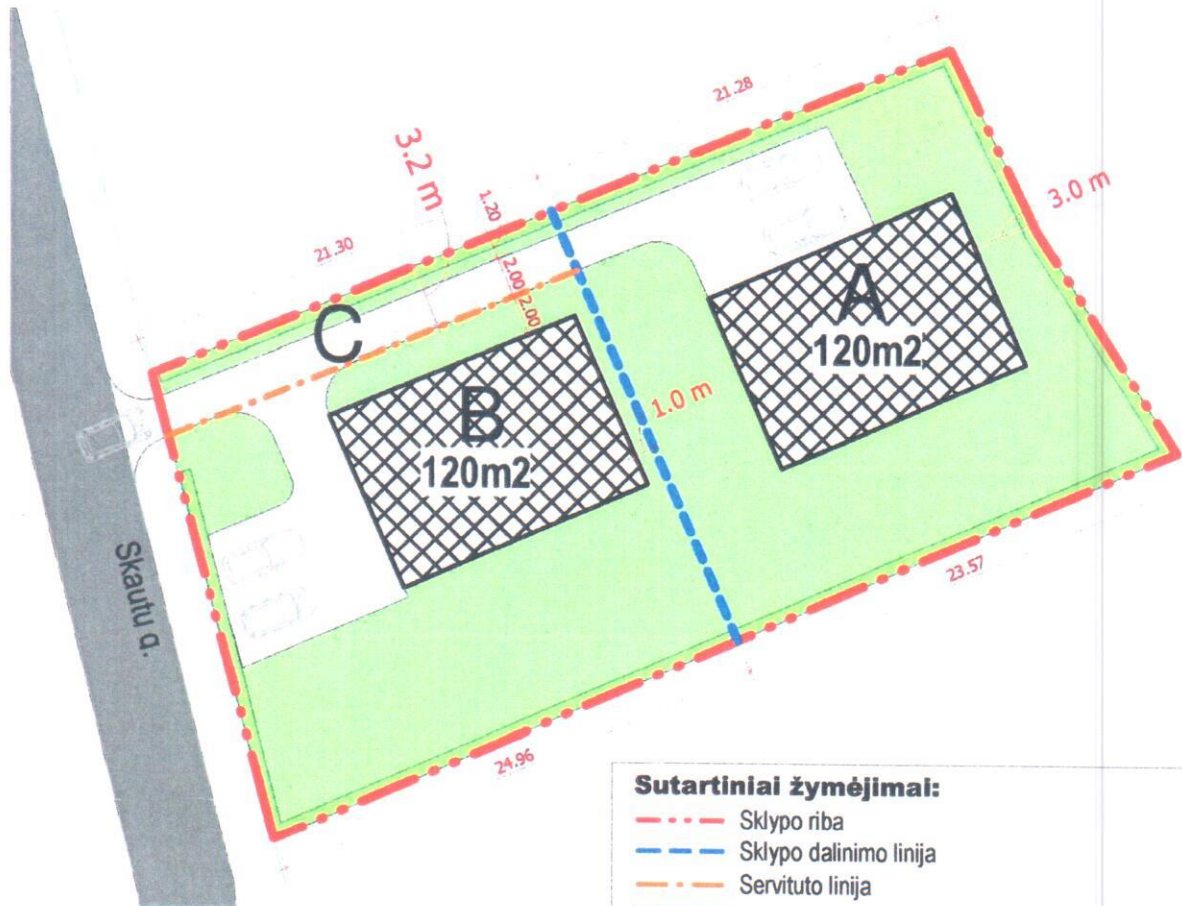 21.28
3.2 m
1.20
3.0 m
21.30
2.00
2.00
C
A
120m2
1.0 m
B
120m2
Skautu g.
23.57
24.96
Sutartiniai žymėjimai:
Sklypo riba
Sklypo dalinimo linija
Servituto linija